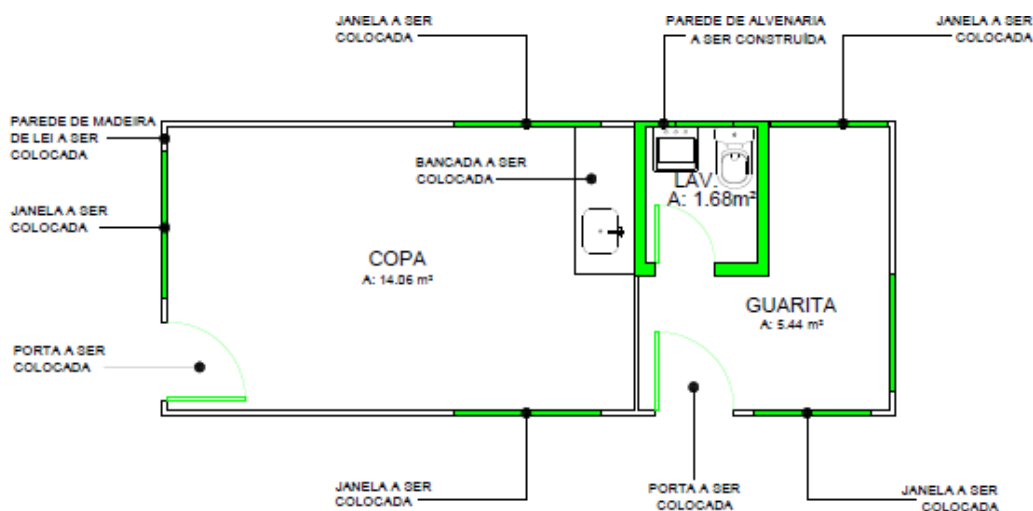 JANELA A SER
COLOCADA
PAREDE DE ALVENARIA
A SER CONSTRUÍDA
JANELA A SER
COLOCADA
PAREDE DE MADEIRA
DE LEI A SER
COLOCADA
BANCADA A SER
COLOCADA
LAV.
A: 1.68m²
JANELA A SER
COLOCADA
COPA
A: 14.06 m²
GUARITA
A: 5.44 m²
PORTA A SER
COLOCADA
JANELA A SER
COLOCADA
PORTA A SER
COLOCADA
JANELA A SER
COLOCADA